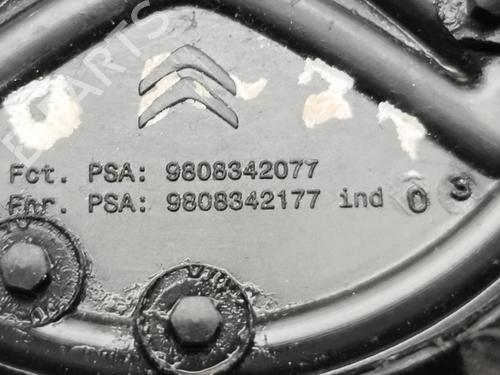 Fct. PSA: 9808342077
Fnr. PSA: 9808342177 ind 03